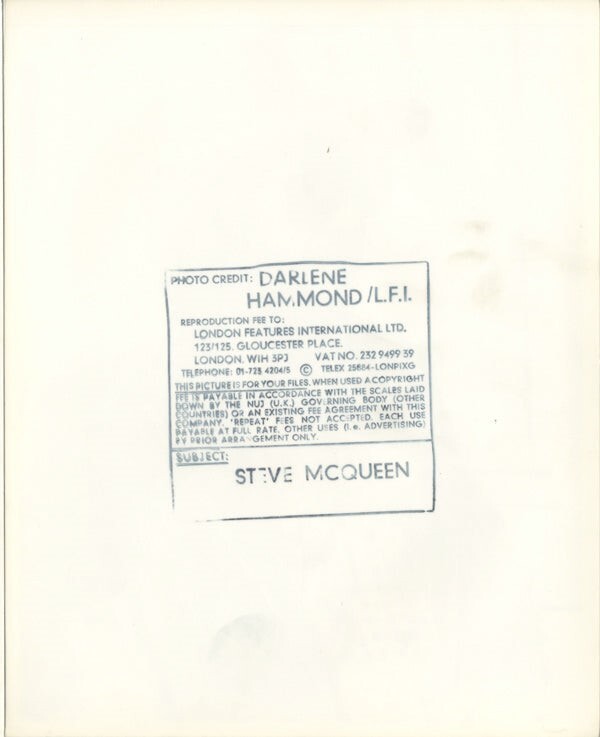 PHOTO CREDIT: DARLENE
HAMMOND /L.F.I.
REPRODUCTION FEE TO:
LONDON FEATURES INTERNATIONAL LTD.
123/125. GLOUCESTER PLACE.
LONDON. W1H 3PJ VAT NO. 232 9499 39
TELEPHONE: 01-723 4204/5 © TELEX 25684-LONPIXG
THIS PICTURE IS FOR YOUR FILES. WHEN USED A COPYRIGHT
FEE IS PAYABLE IN ACCORDANCE WITH THE SCALES LAID
DOWN BY THE NUJ (U.K.) GOVERNING BODY (OTHER
COUNTRIES) OR AN EXISTING FEE AGREEMENT WITH THIS
COMPANY. 'REPEAT' FEES NOT ACCEPTED. EACH USE
PAYABLE AT FULL RATE. OTHER USES (i.e. ADVERTISING)
BY PRIOR ARRANGEMENT ONLY.
SUBJECT:
STEVE MCQUEEN